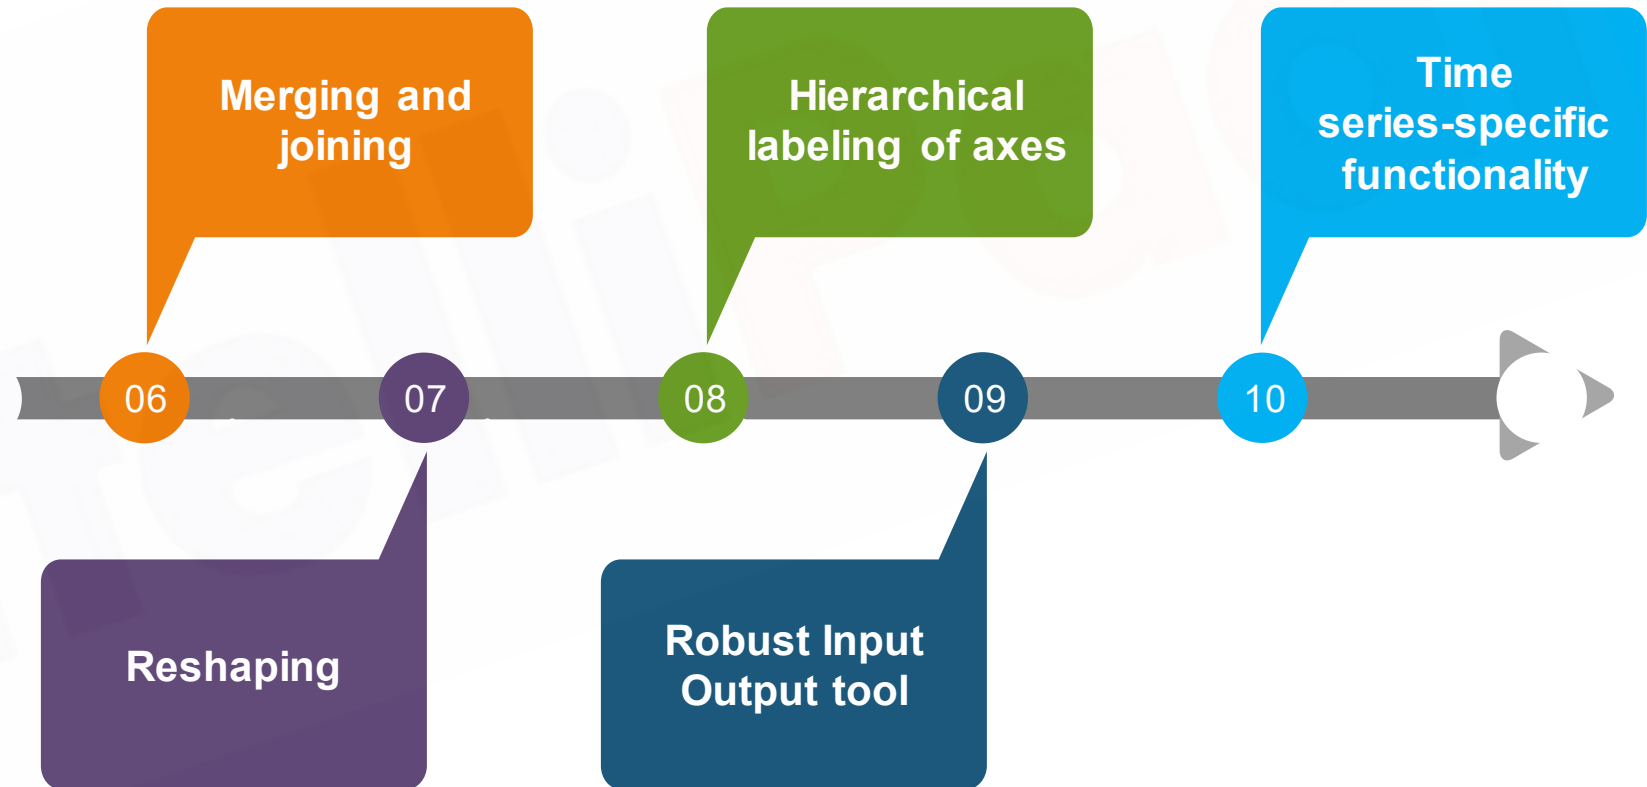 Merging and
joining
Hierarchical
labeling of axes
Time
series-specific
functionality
06
07
08
09
10
Reshaping
Robust Input
Output tool